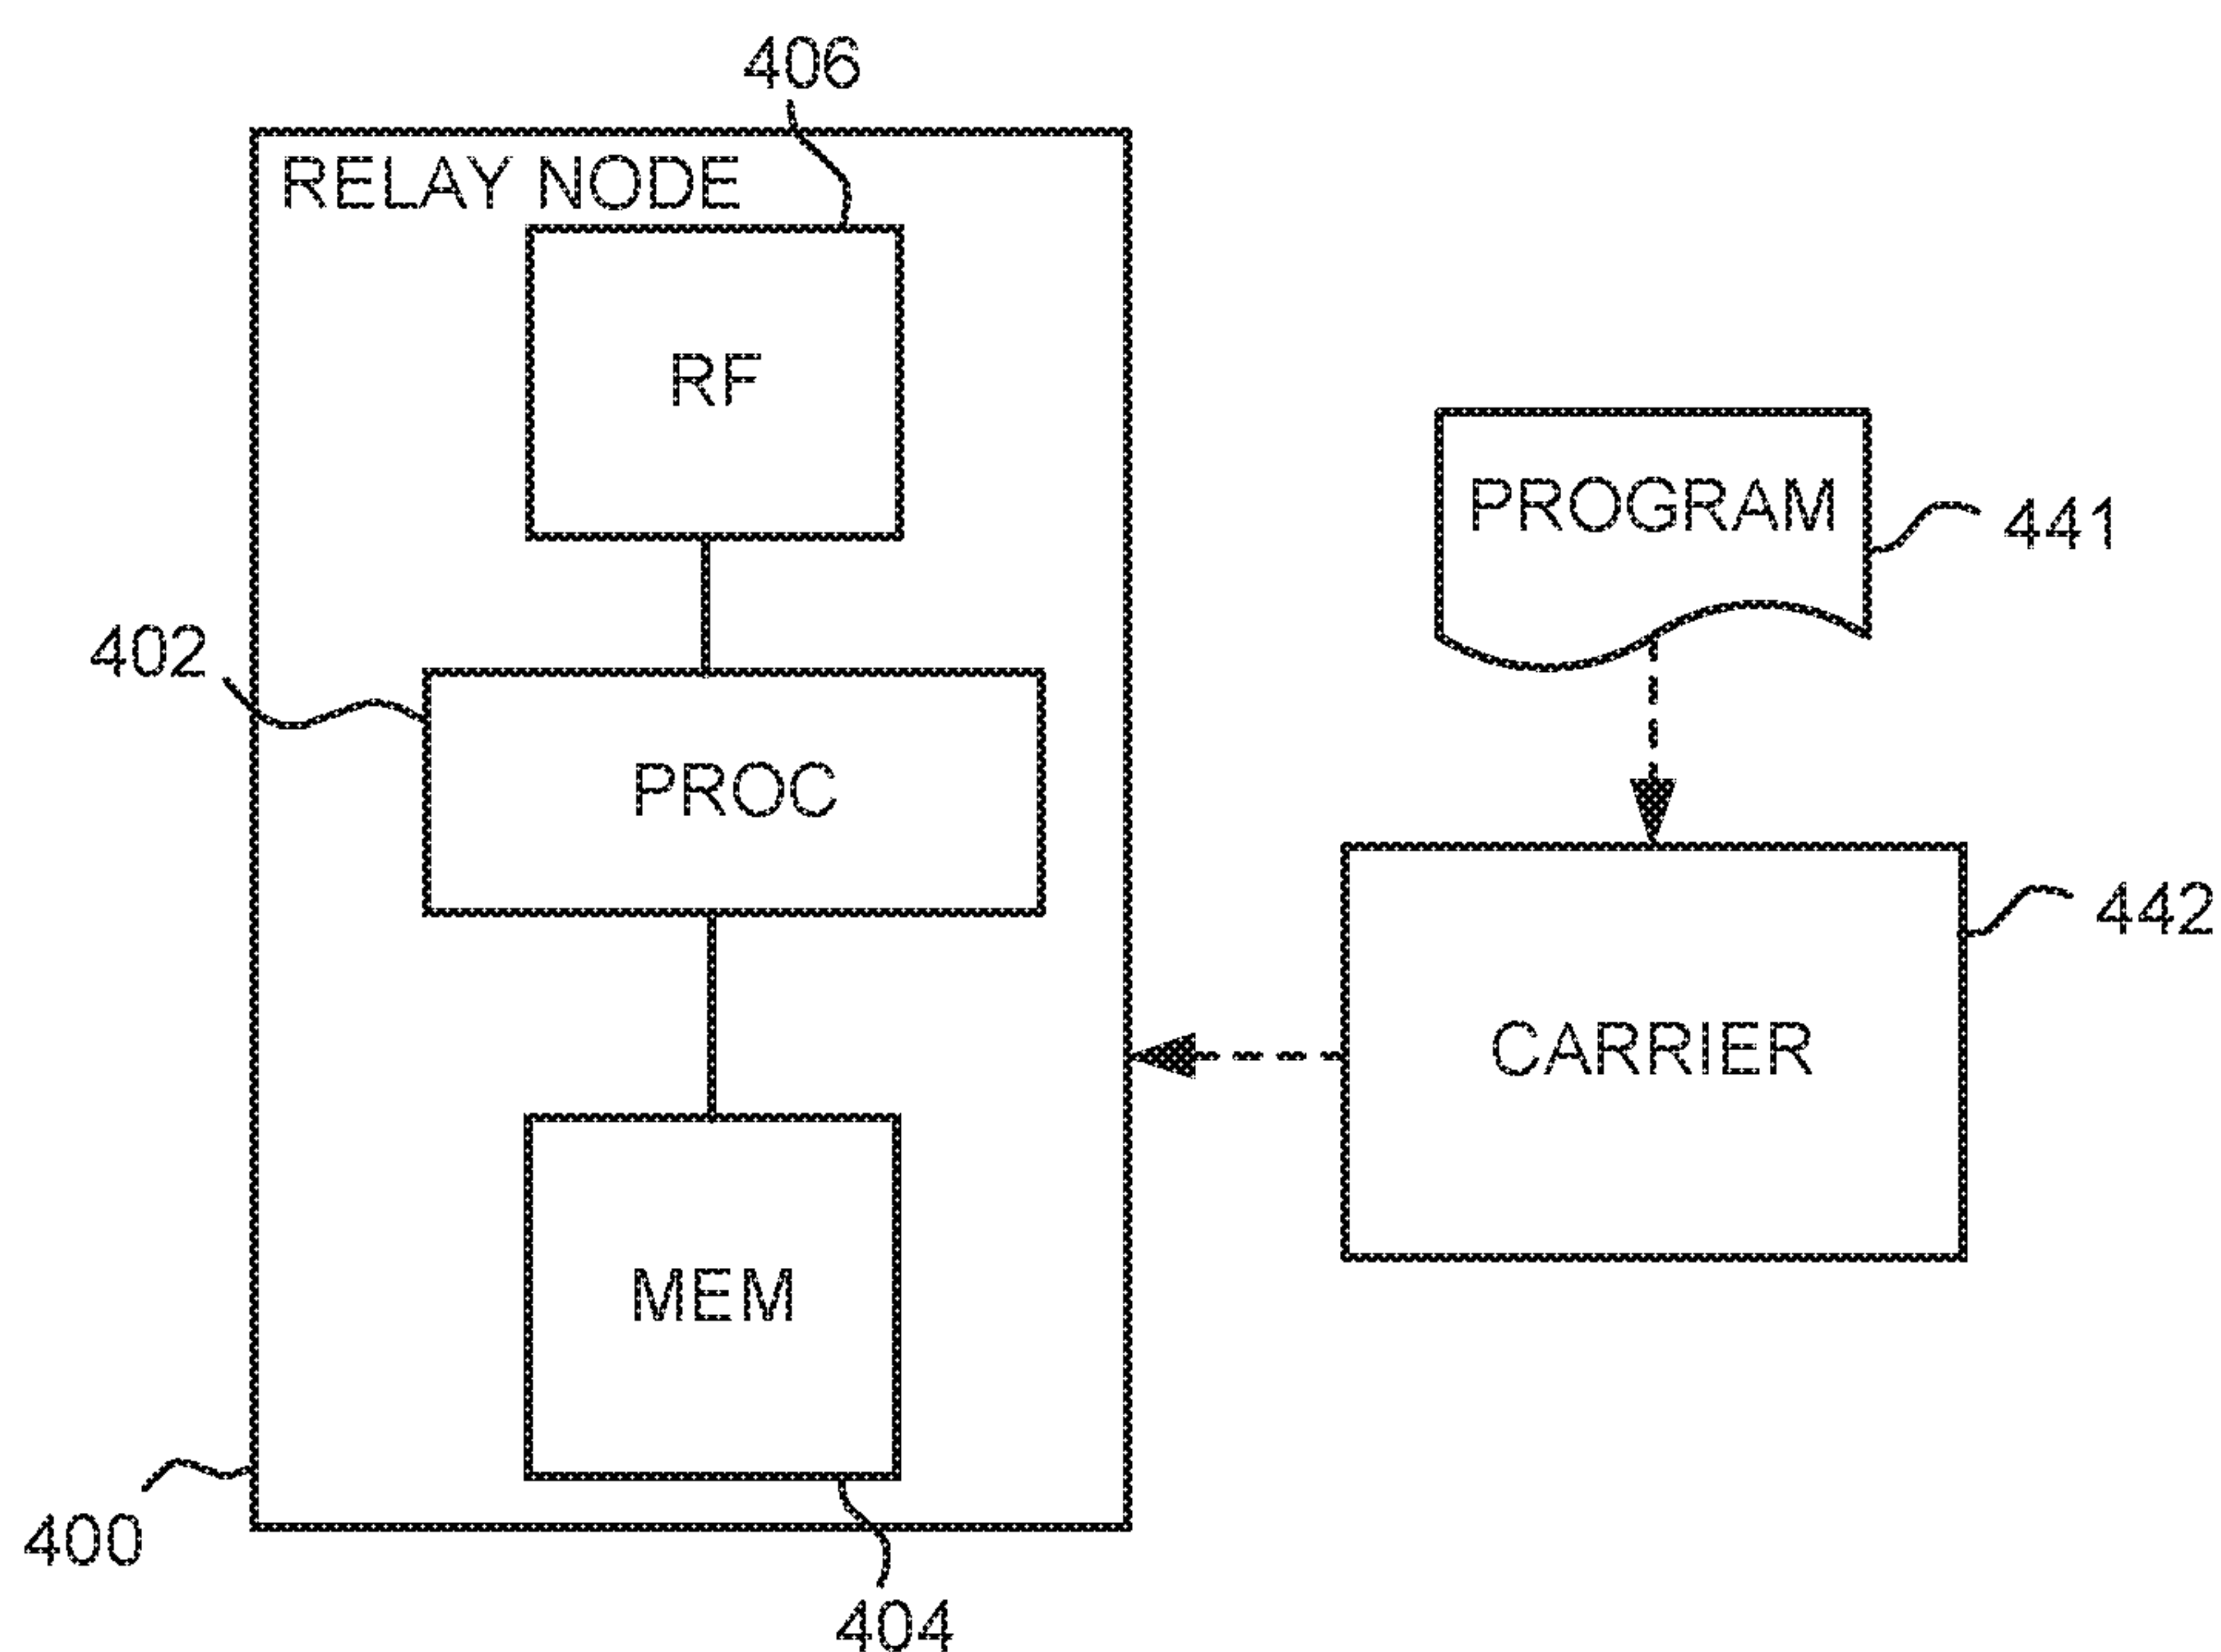 406
RELAY NODE
RF
PROGRAM
441
402
PROC
442
CARRIER
MEM
400
404